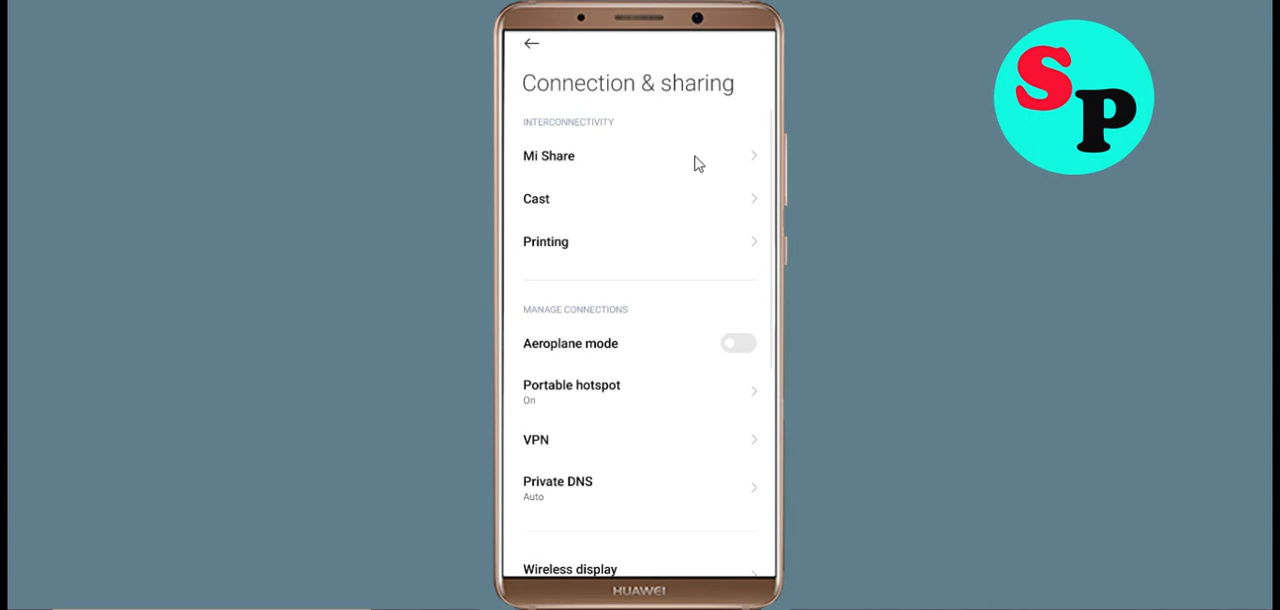 S
P
Connection & sharing
INTERCONNECTIVITY
Mi Share
Cast
Printing
MANAGE CONNECTIONS
Aeroplane mode
Portable hotspot
On
VPN
Private DNS
Auto
Wireless display
HUAWEI